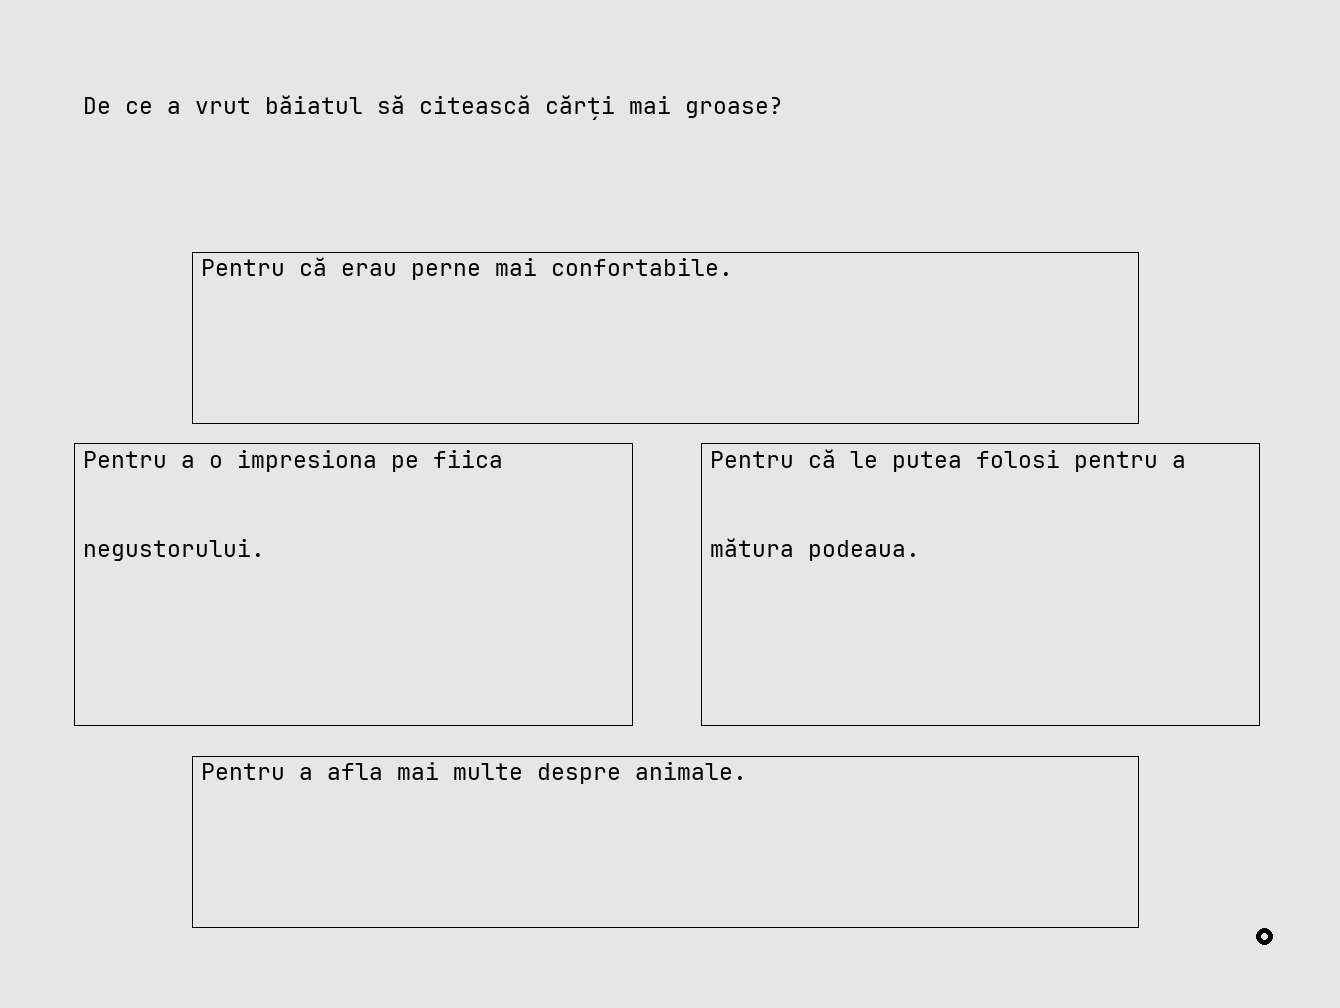 De ce a vrut băiatul să citească cărți mai groase?
Pentru că erau perne mai confortabile.
Pentru a o impresiona pe fiica
negustorului.
Pentru că le putea folosi pentru a
mătura podeaua.
Pentru a afla mai multe despre animale.